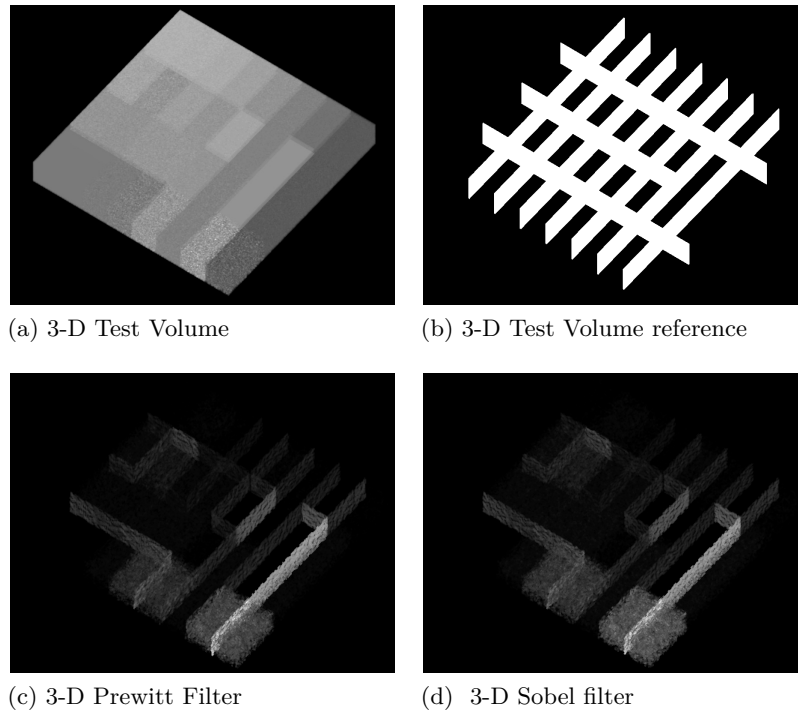 (a) 3-D Test Volume
(b) 3-D Test Volume reference
(c) 3-D Prewitt Filter
(d) 3-D Sobel filter